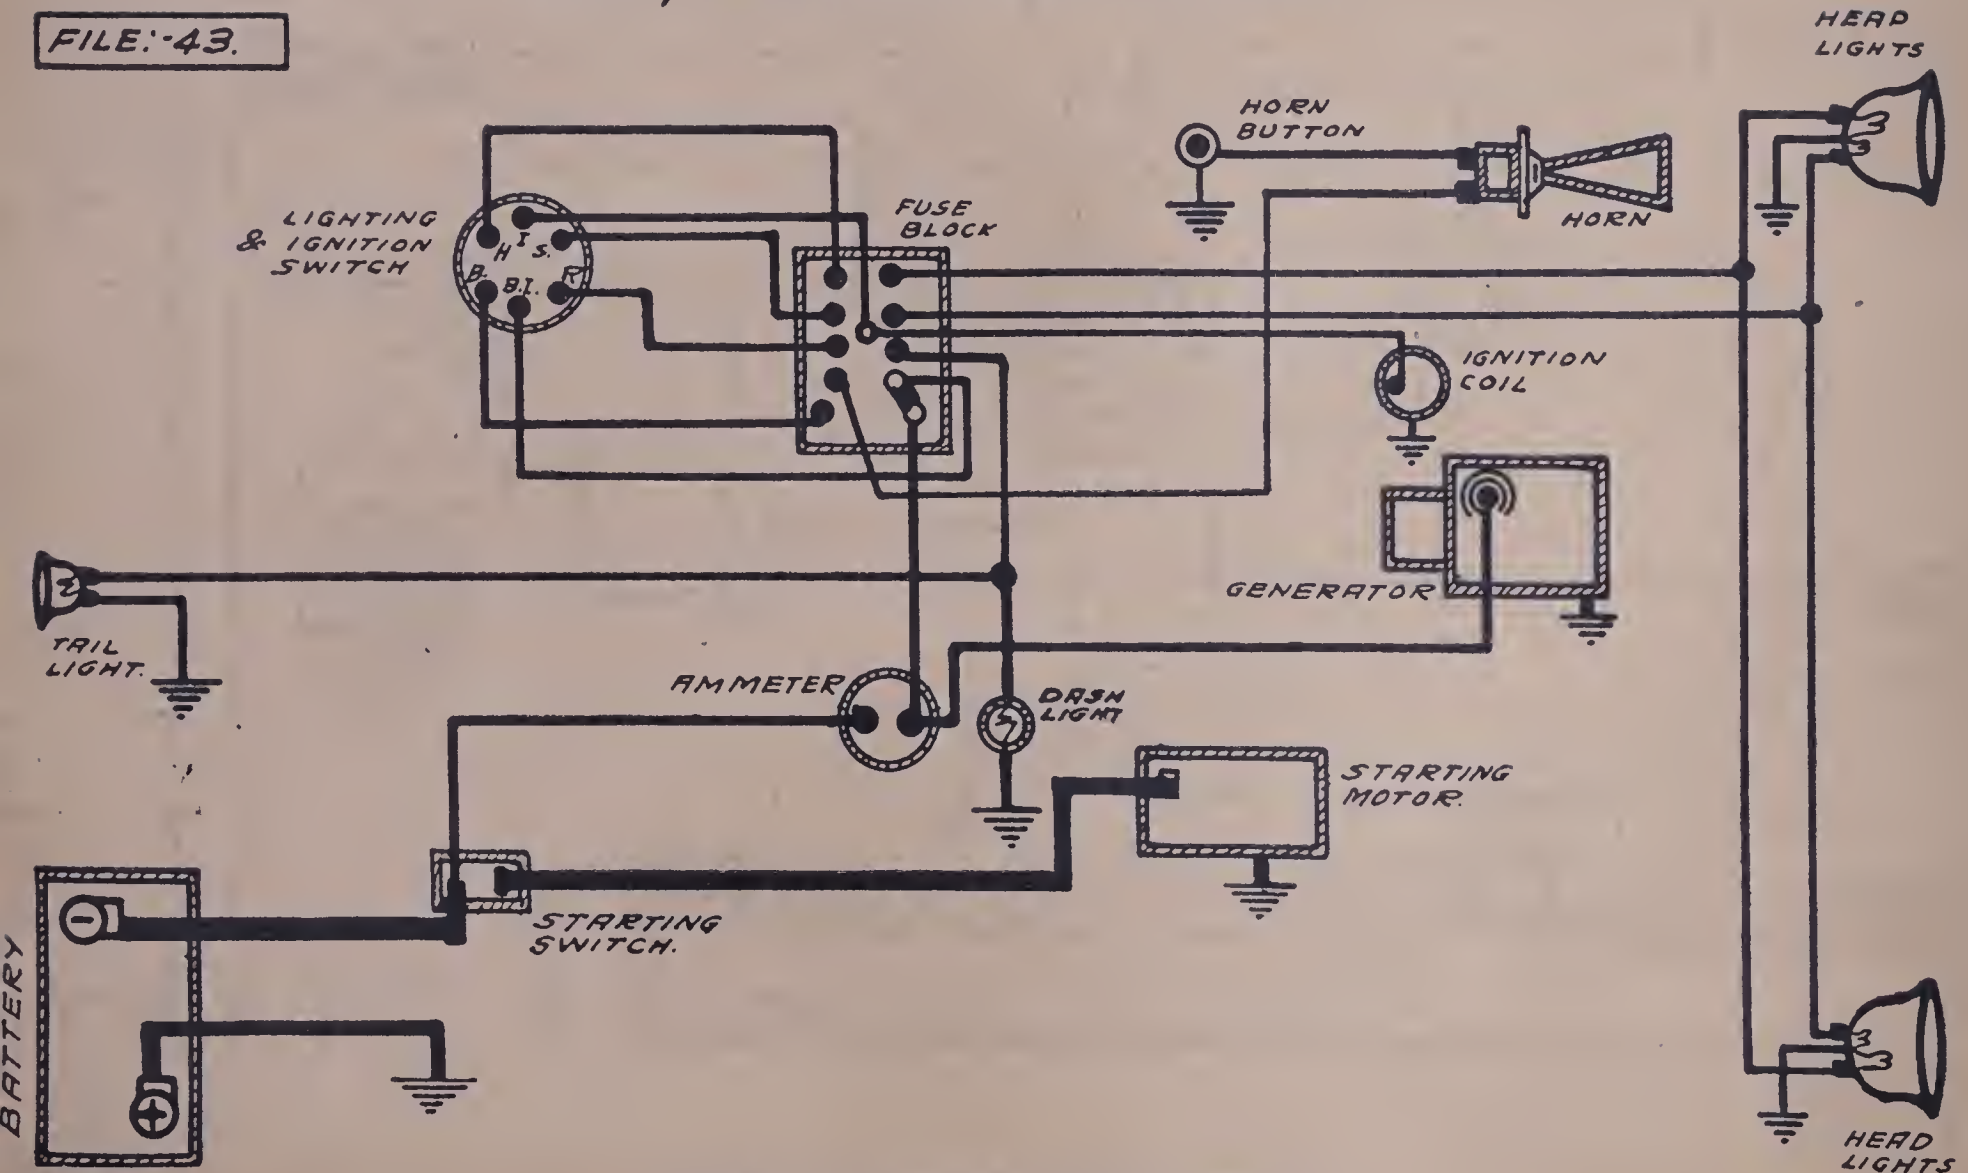 FILE:-43.
HEAD
LIGHTS
HORN
BUTTON
HORN
FUSE
BLOCK
LIGHTING
& IGNITION
SWITCH
H
I
S.
B.
B.I.
R
IGNITION
COIL
GENERATOR
TAIL
LIGHT.
AMMETER
DASH
LIGHT
STARTING
MOTOR.
STARTING
SWITCH.
BATTERY
-
+
HEAD
LIGHTS